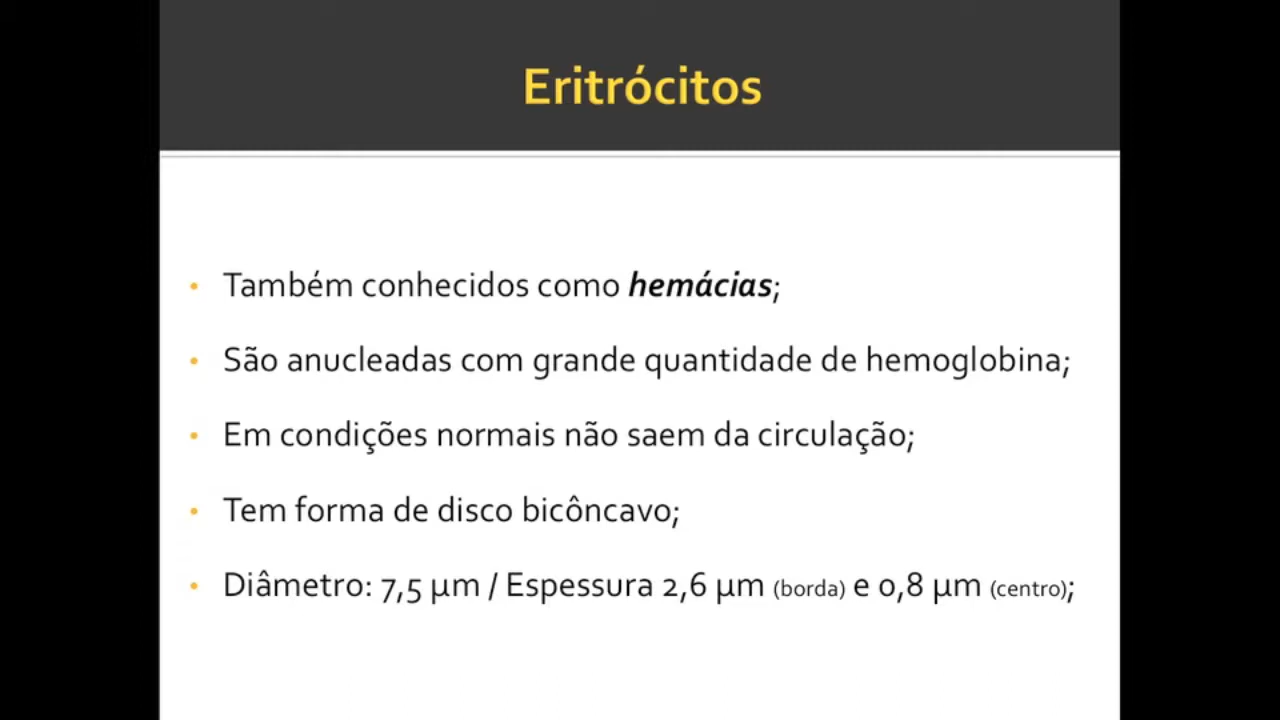 Eritrócitos
• Também conhecidos como hemácias;
• São anucleadas com grande quantidade de hemoglobina;
• Em condições normais não saem da circulação;
• Tem forma de disco bicôncavo;
• Diâmetro: 7,5 µm / Espessura 2,6 µm (borda) e 0,8 µm (centro);